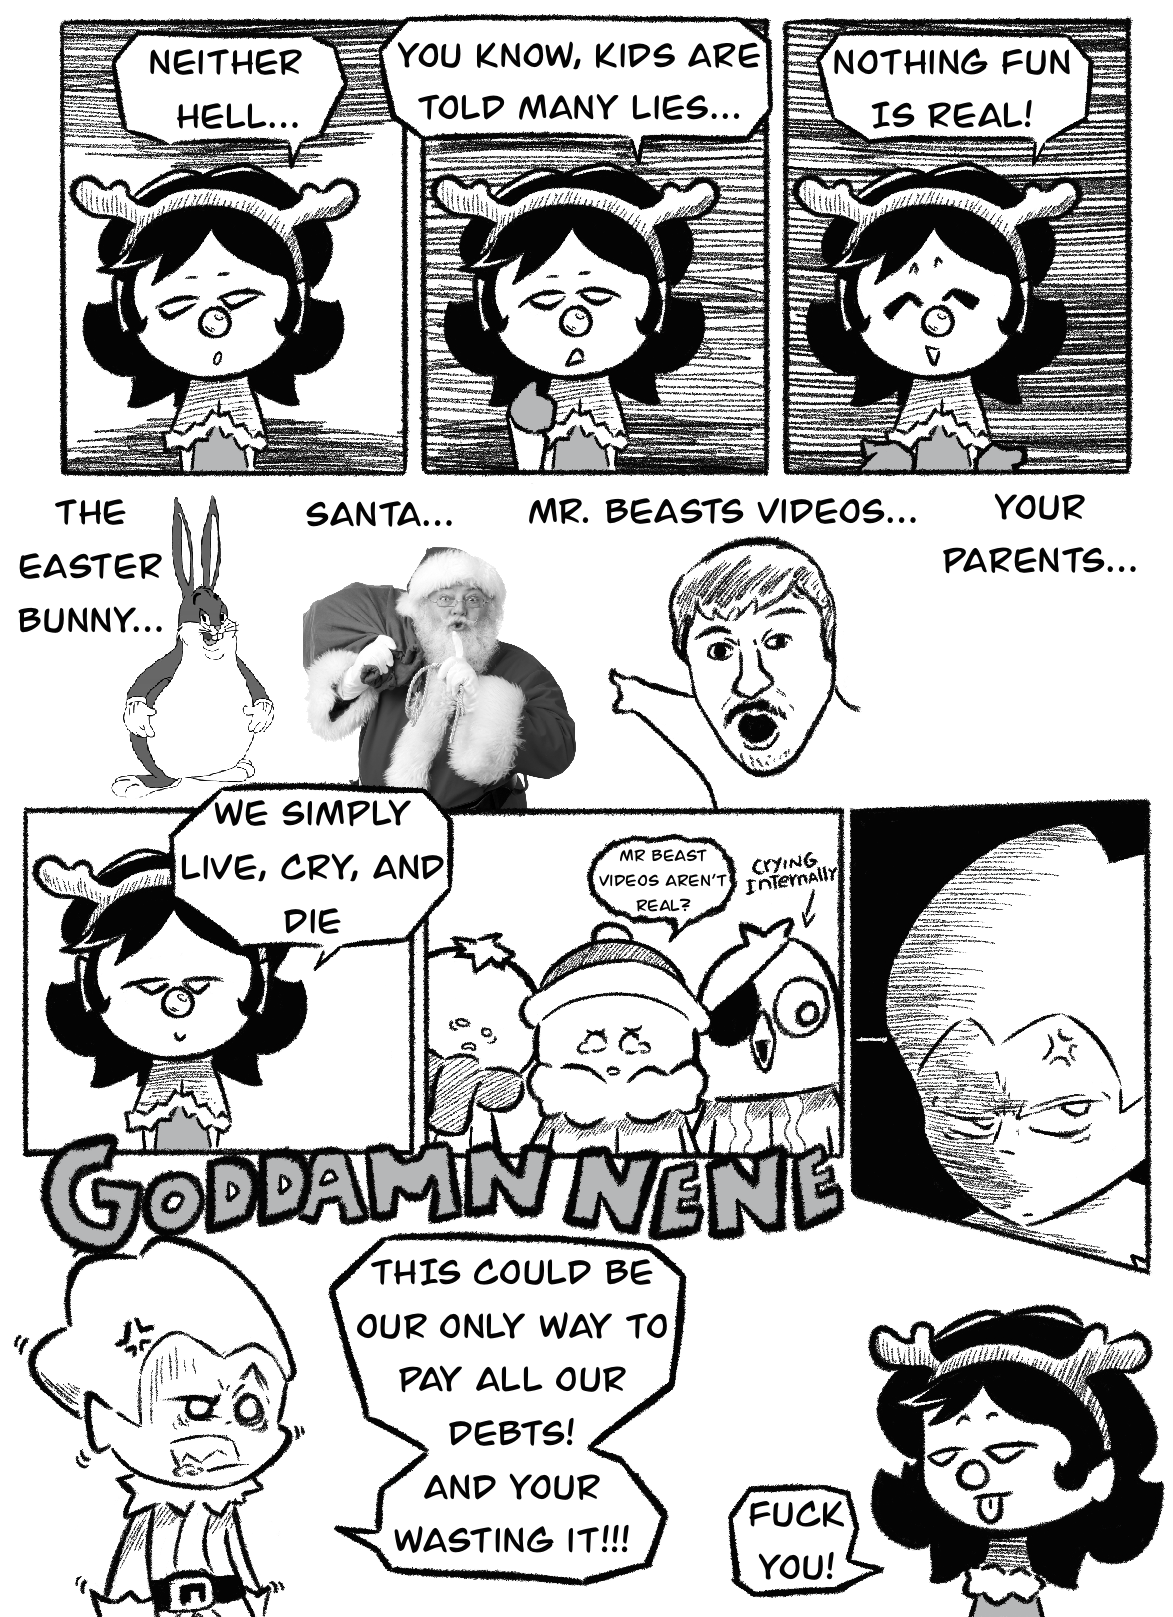 NEITHER
HELL...
YOU KNOW, KIDS ARE
TOLD MANY LIES...
NOTHING FUN
IS REAL!
THE
EASTER
BUNNY...
SANTA...
MR. BEASTS VIDEOS...
YOUR
PARENTS...
WE SIMPLY
LIVE, CRY, AND
DIE
MR BEAST
VIDEOS AREN'T
REAL?
CRYING
INTERNALLY
GODDAMN NENE
THIS COULD BE
OUR ONLY WAY TO
PAY ALL OUR
DEBTS!
AND YOUR
WASTING IT!!!
FUCK
YOU!